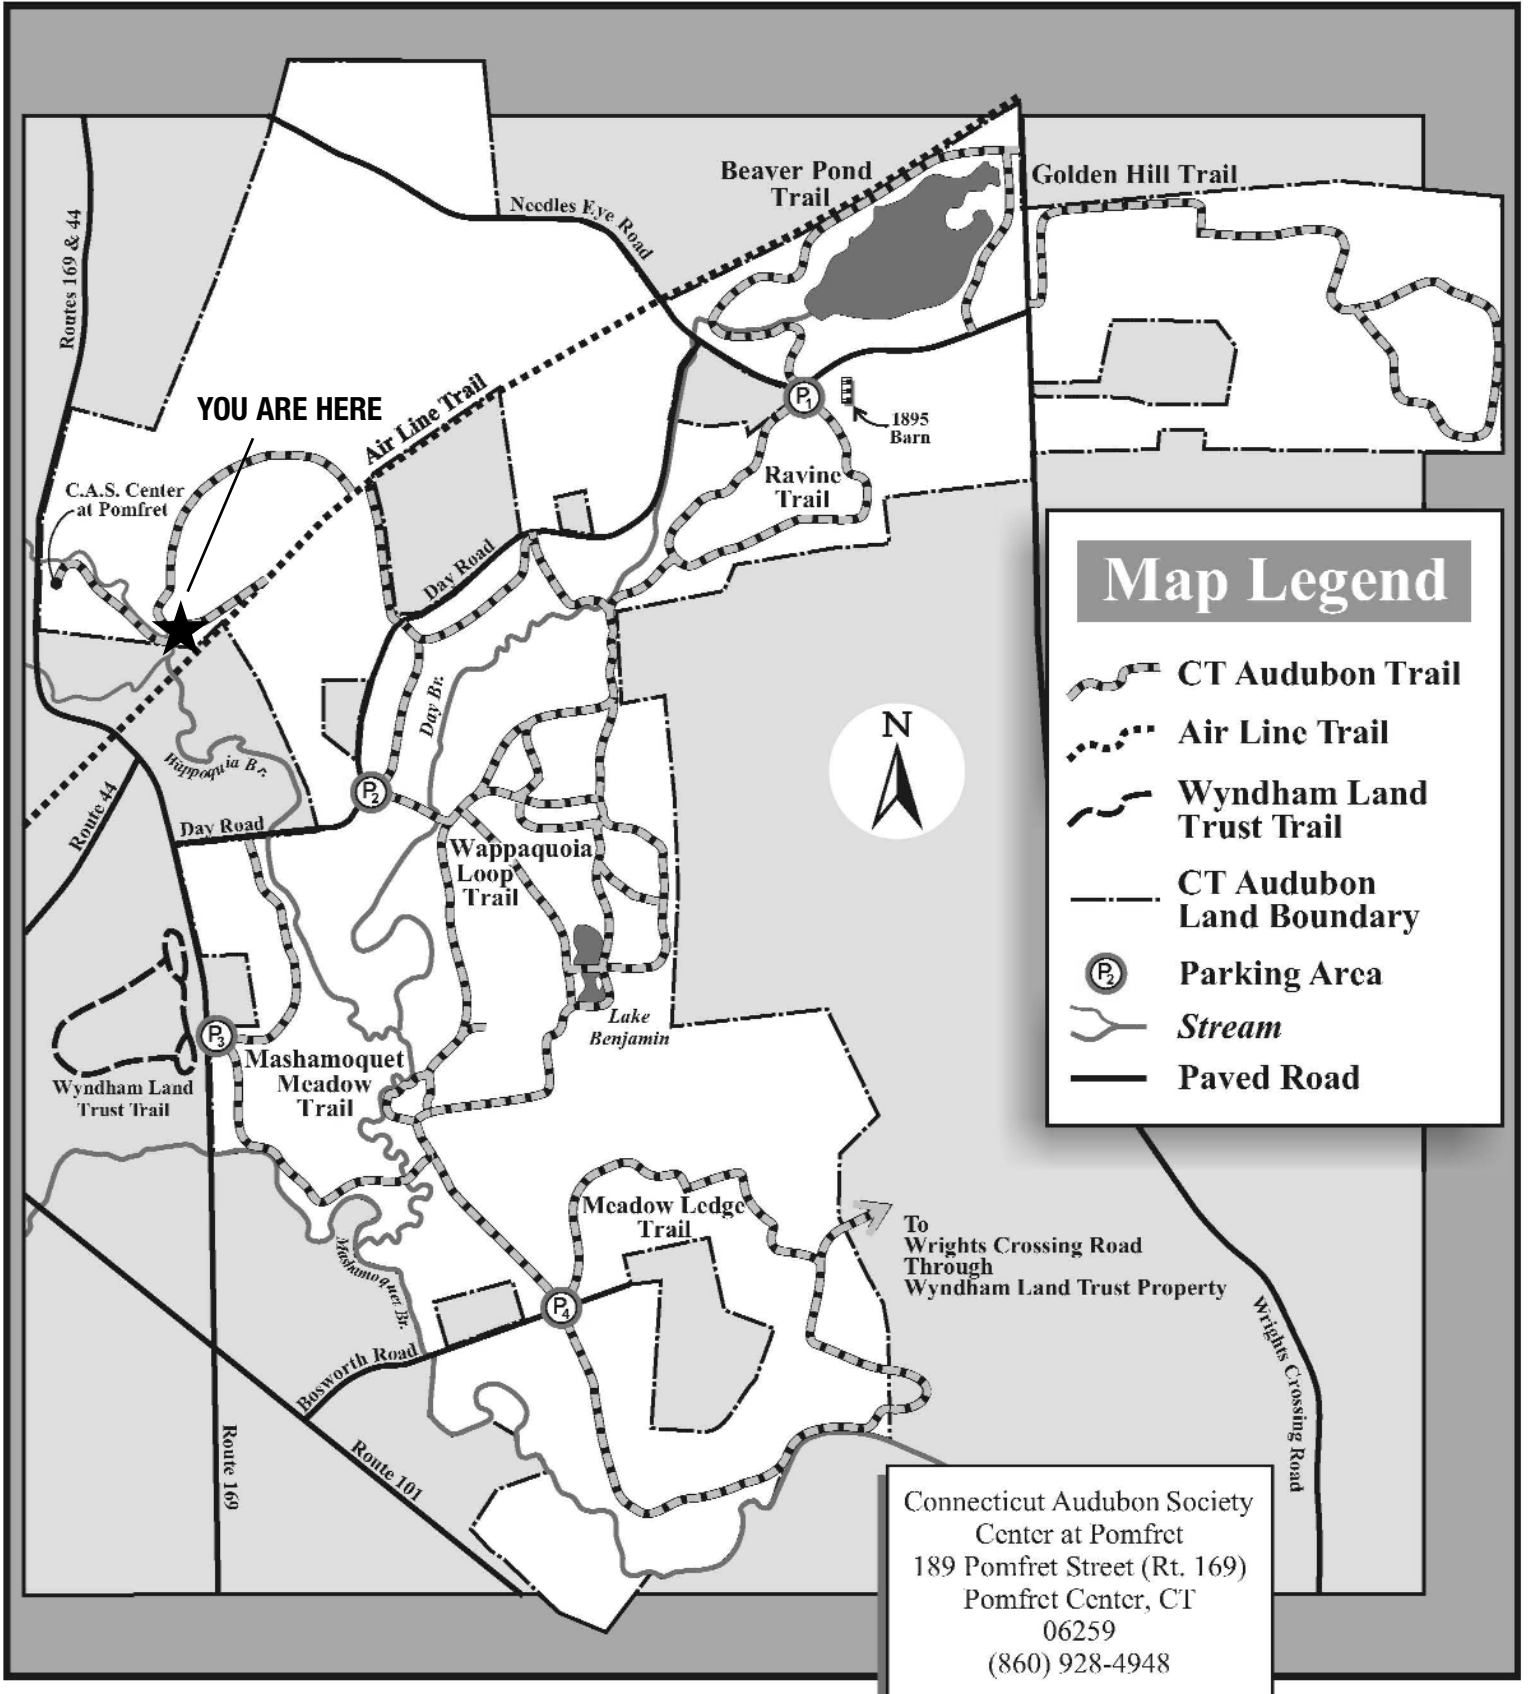 Beaver Pond
Trail
Golden Hill Trail
Needles Eye Road
Routes 169 & 44
YOU ARE HERE
Air Line Trail
1895
Barn
P1
Ravine
Trail
C.A.S. Center
at Pomfret
Day Road
Day Br.
N
Wappoquia Br.
P2
Route 44
Day Road
Wappaquoia
Loop
Trail
Lake
Benjamin
P3
Mashamoquet
Meadow
Trail
Wyndham Land
Trust Trail
Meadow Ledge
Trail
To
Wrights Crossing Road
Through
Wyndham Land Trust Property
Mashamoquet Br.
P4
Bosworth Road
Route 169
Route 101
Wrights Crossing Road
Map Legend
CT Audubon Trail
Air Line Trail
Wyndham Land
Trust Trail
CT Audubon
Land Boundary
P2
Parking Area
Stream
Paved Road
Connecticut Audubon Society
Center at Pomfret
189 Pomfret Street (Rt. 169)
Pomfret Center, CT
06259
(860) 928-4948